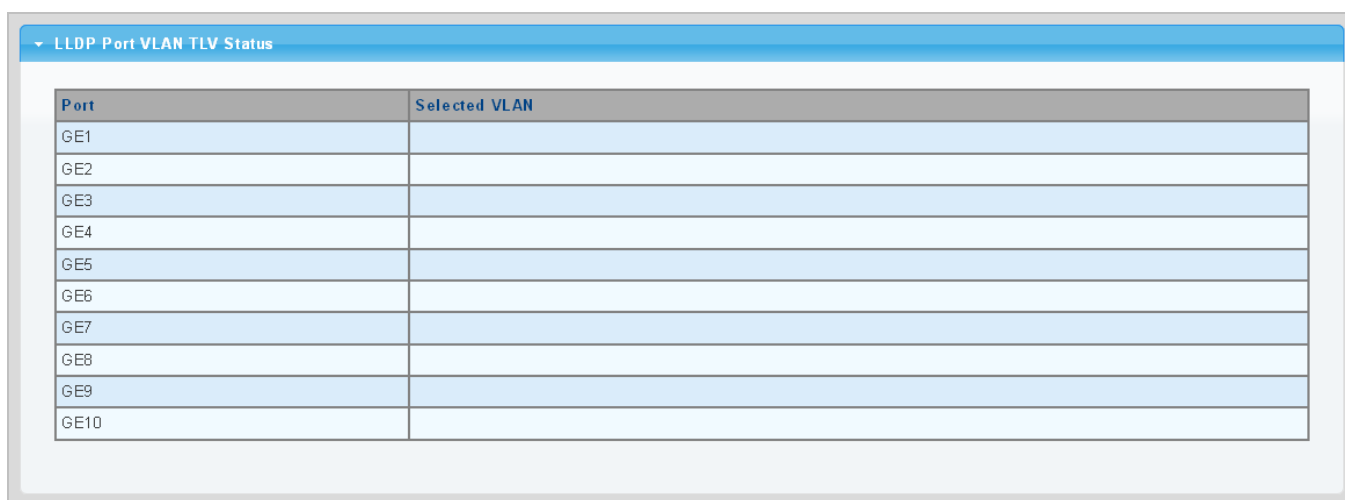 LLDP Port VLAN TLV Status
Port Selected VLAN
GE1
GE2
GE3
GE4
GE5
GE6
GE7
GE8
GE9
GE10